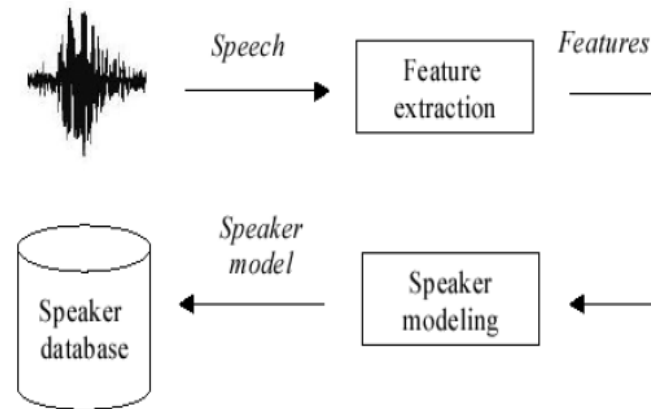 Speech
Feature
extraction
Features
Speaker
model
Speaker
modeling
Speaker
database